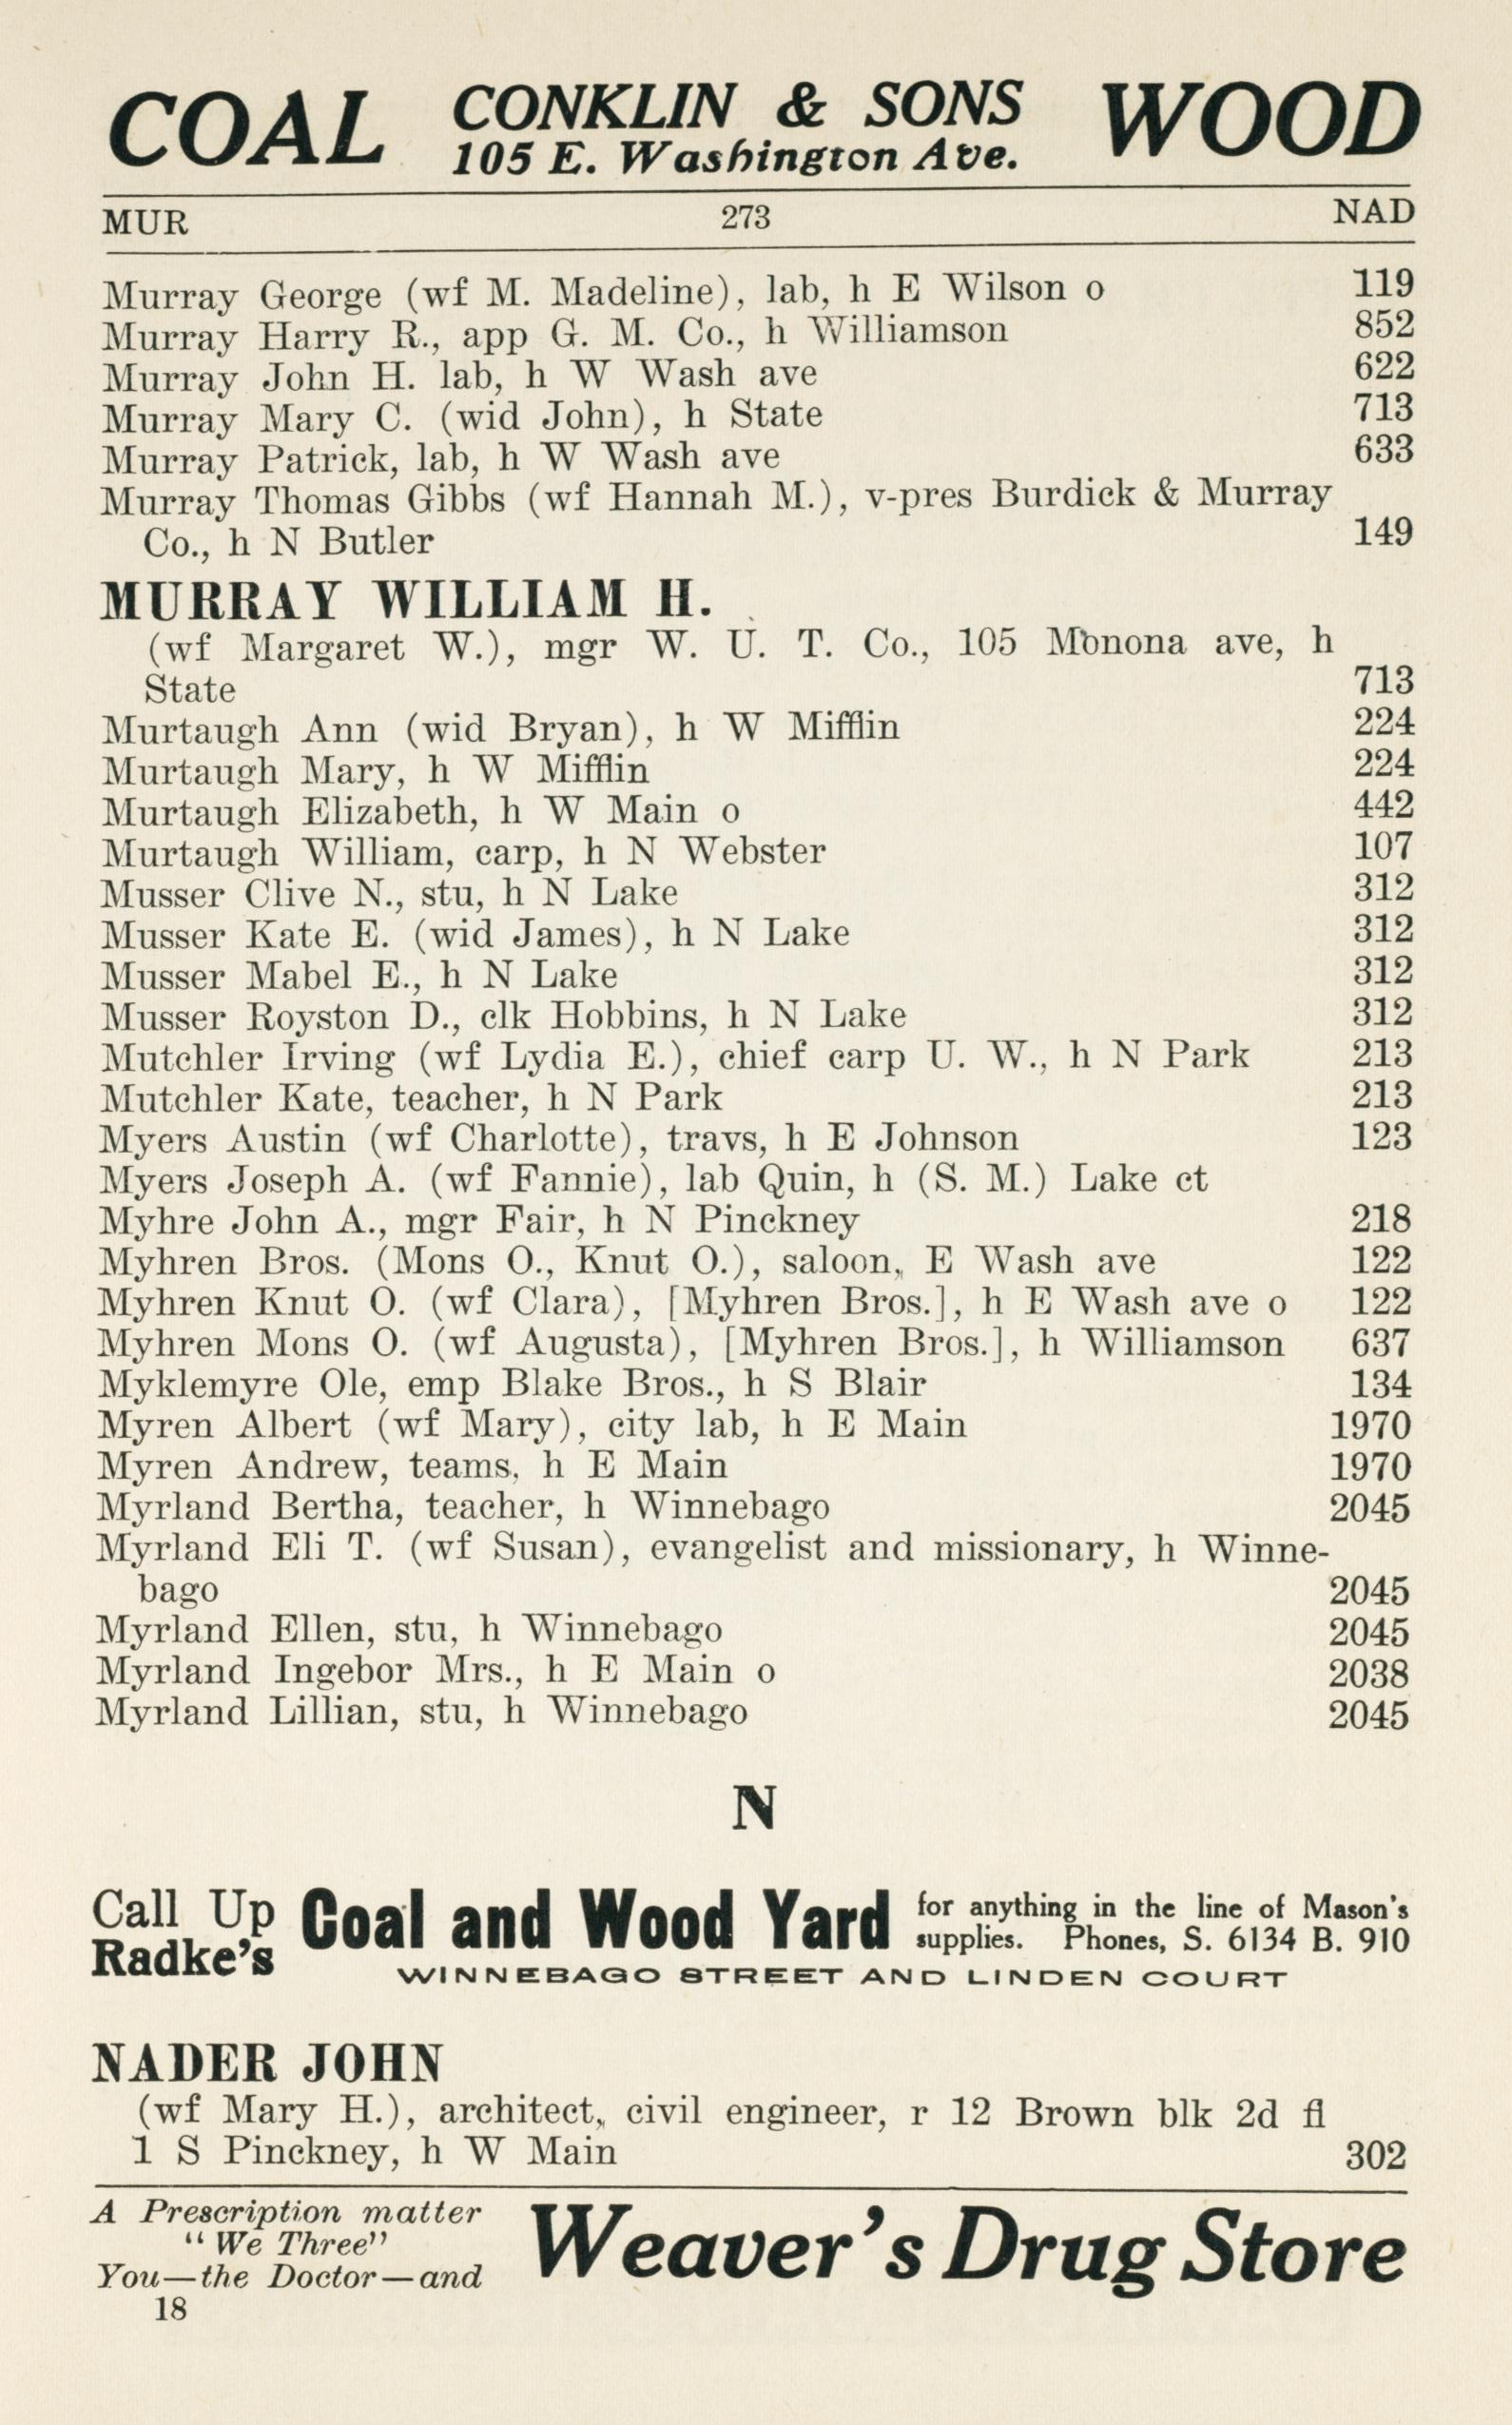 COAL CONKLIN & SONS WOOD
105 E. Washington Ave.
MUR 273 NAD
Murray George (wf M. Madeline), lab, h E Wilson o 119
Murray Harry R., app G. M. Co., h Williamson 852
Murray John H. lab, h W Wash ave 622
Murray Mary C. (wid John), h State 713
Murray Patrick, lab, h W Wash ave 633
Murray Thomas Gibbs (wf Hannah M.), v-pres Burdick & Murray
Co., h N Butler 149
MURRAY WILLIAM H.
(wf Margaret W.), mgr W. U. T. Co., 105 Monona ave, h
State 713
Murtaugh Ann (wid Bryan), h W Mifflin 224
Murtaugh Mary, h W Mifflin 224
Murtaugh Elizabeth, h W Main o 442
Murtaugh William, carp, h N Webster 107
Musser Clive N., stu, h N Lake 312
Musser Kate E. (wid James), h N Lake 312
Musser Mabel E., h N Lake 312
Musser Royston D., clk Hobbins, h N Lake 312
Mutchler Irving (wf Lydia E.), chief carp U. W., h N Park 213
Mutchler Kate, teacher, h N Park 213
Myers Austin (wf Charlotte), travs, h E Johnson 123
Myers Joseph A. (wf Fannie), lab Quin, h (S. M.) Lake ct
Myhre John A., mgr Fair, h N Pinckney 218
Myhren Bros. (Mons O., Knut O.), saloon, E Wash ave 122
Myhren Knut O. (wf Clara), [Myhren Bros.], h E Wash ave o 122
Myhren Mons O. (wf Augusta), [Myhren Bros.], h Williamson 637
Myklemyre Ole, emp Blake Bros., h S Blair 134
Myren Albert (wf Mary), city lab, h E Main 1970
Myren Andrew, teams, h E Main 1970
Myrland Bertha, teacher, h Winnebago 2045
Myrland Eli T. (wf Susan), evangelist and missionary, h Winne-
bago 2045
Myrland Ellen, stu, h Winnebago 2045
Myrland Ingebor Mrs., h E Main o 2038
Myrland Lillian, stu, h Winnebago 2045
N
Call Up Radke's Coal and Wood Yard for anything in the line of Mason's
supplies. Phones, S. 6134 B. 910
WINNEBAGO STREET AND LINDEN COURT
NADER JOHN
(wf Mary H.), architect, civil engineer, r 12 Brown blk 2d fl
1 S Pinckney, h W Main 302
A Prescription matter
"We Three"
You—the Doctor—and Weaver's Drug Store
18